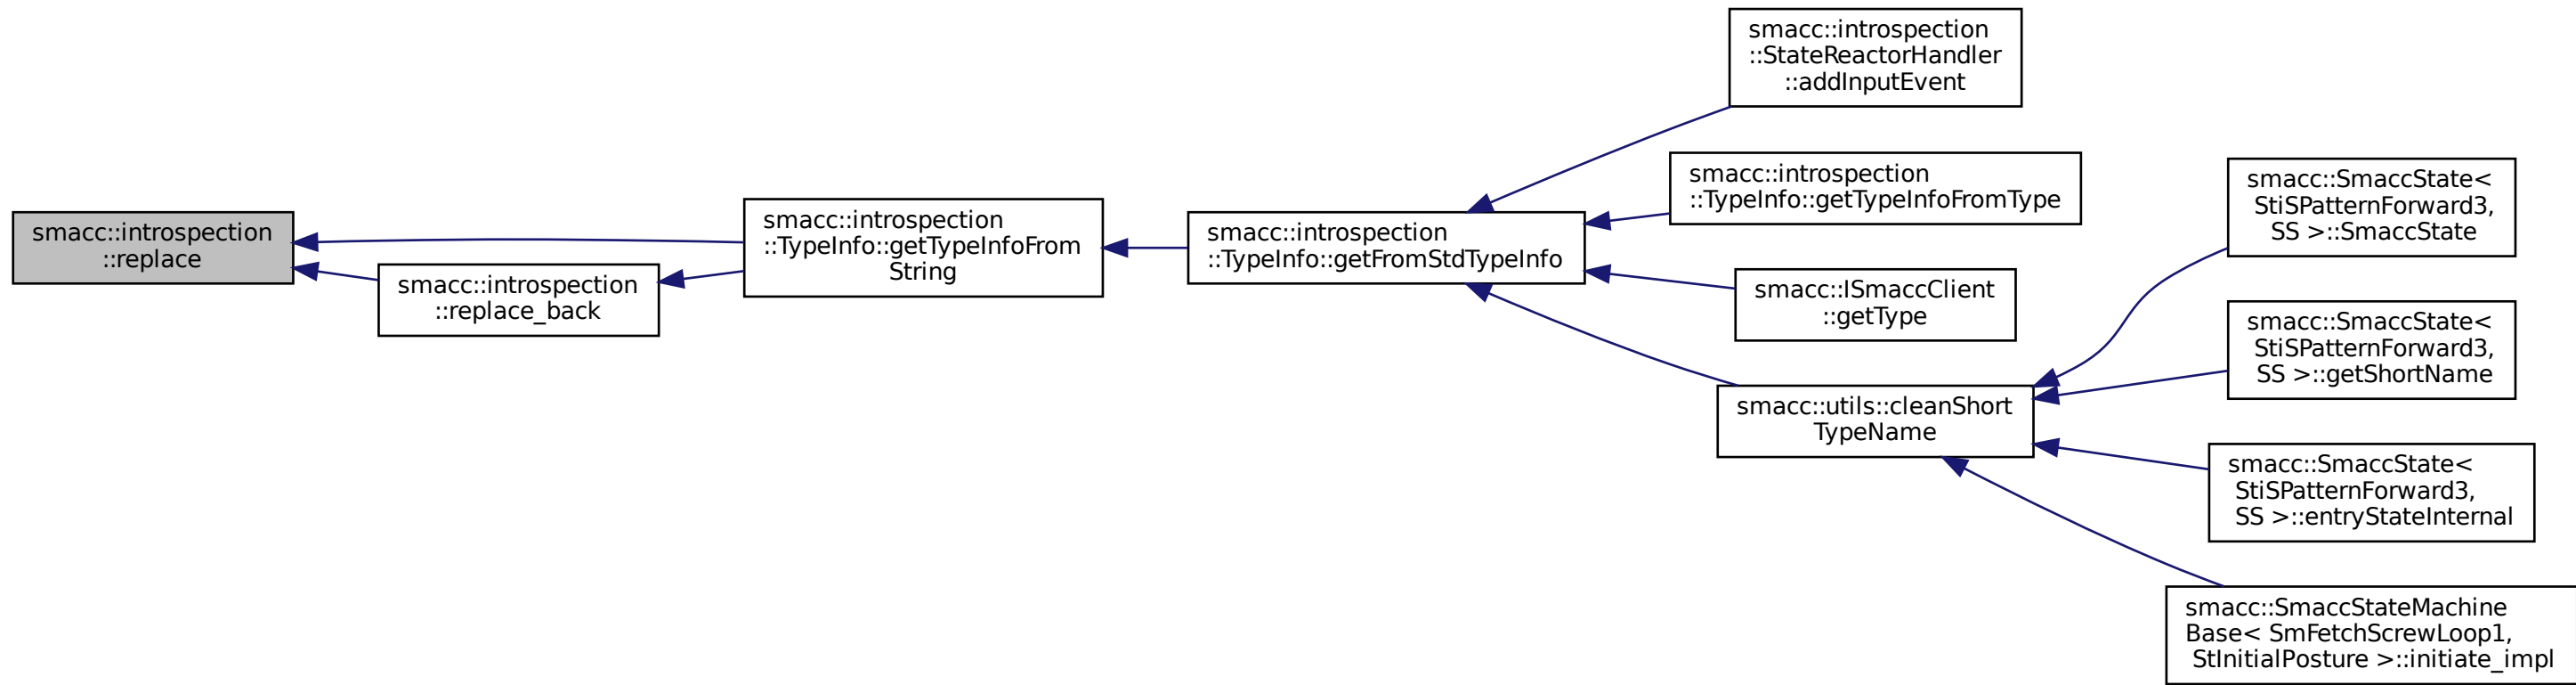 smacc::introspection
::replace
smacc::introspection
::replace_back
smacc::introspection
::TypeInfo::getTypeInfoFrom
String
smacc::introspection
::TypeInfo::getFromStdTypeInfo
smacc::introspection
::StateReactorHandler
::addInputEvent
smacc::introspection
::TypeInfo::getTypeInfoFromType
smacc::ISmaccClient
::getType
smacc::utils::cleanShort
TypeName
smacc::SmaccState<
StiSPatternForward3,
SS >::SmaccState
smacc::SmaccState<
StiSPatternForward3,
SS >::getShortName
smacc::SmaccState<
StiSPatternForward3,
SS >::entryStateInternal
smacc::SmaccStateMachine
Base< SmFetchScrewLoop1,
StInitialPosture >::initiate_impl